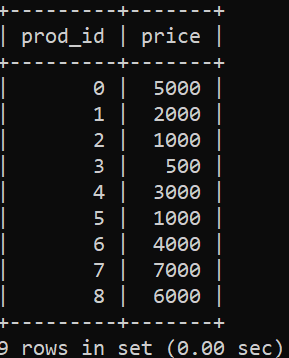 +---------+-------+
| prod_id | price |
+---------+-------+
|       0 |  5000 |
|       1 |  2000 |
|       2 |  1000 |
|       3 |   500 |
|       4 |  3000 |
|       5 |  1000 |
|       6 |  4000 |
|       7 |  7000 |
|       8 |  6000 |
+---------+-------+
9 rows in set (0.00 sec)